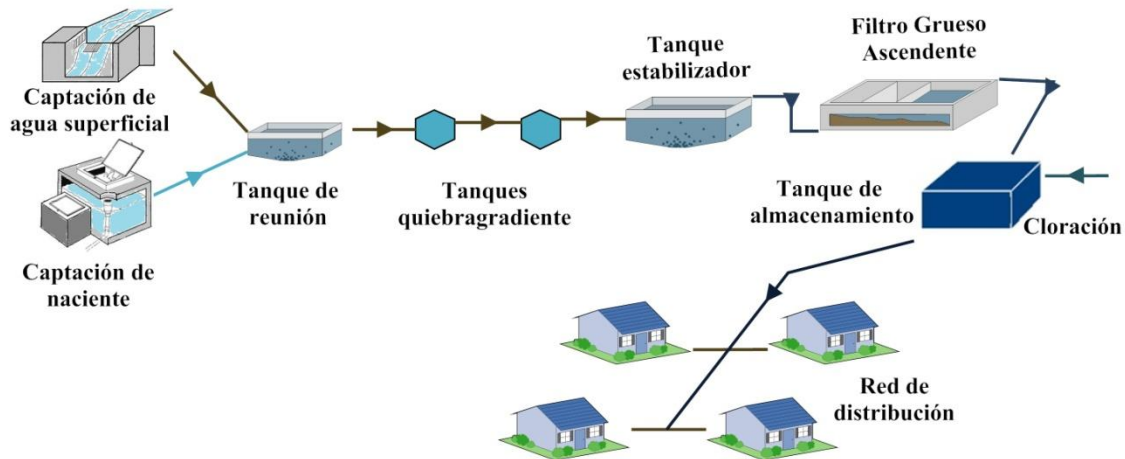 Captación de
agua superficial
Captación de
naciente
Tanque de
reunión
Tanques
quiebragradiente
Tanque
estabilizador
Filtro Grueso
Ascendente
Tanque de
almacenamiento
Cloración
Red de
distribución